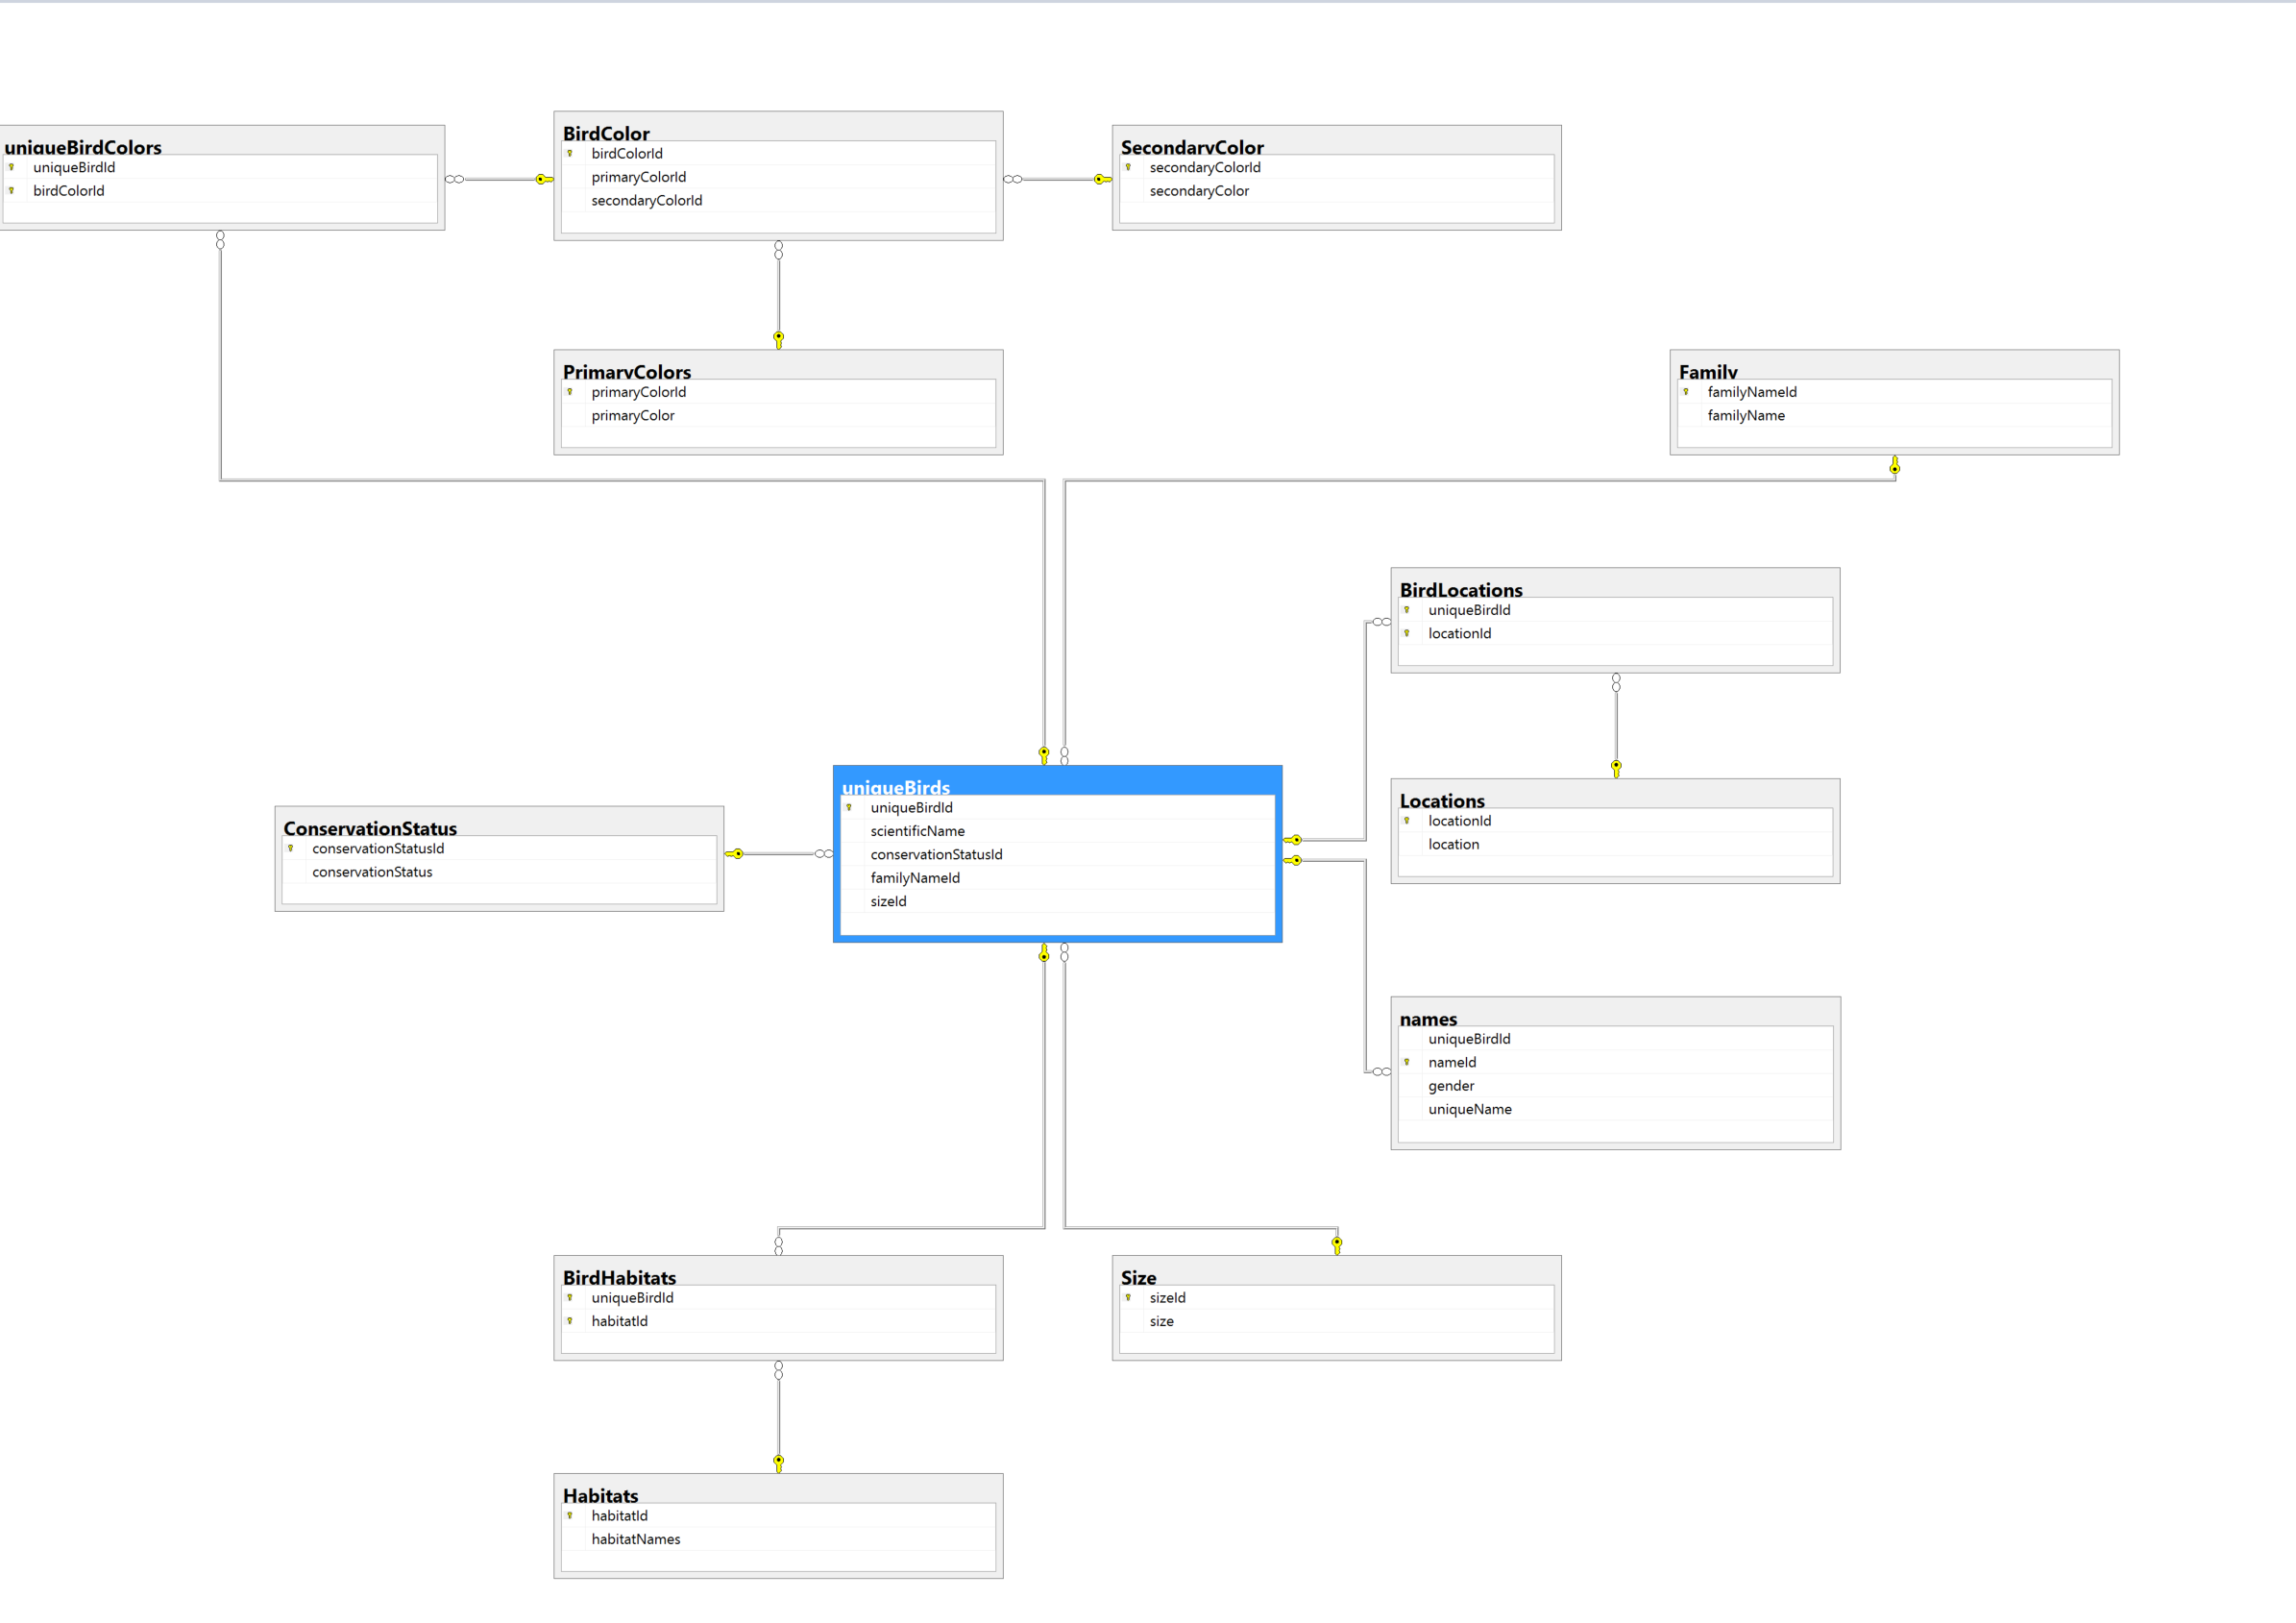 uniqueBirdColors
uniqueBirdId
birdColorId
BirdColor
birdColorId
primaryColorId
secondaryColorId
SecondaryColor
secondaryColorId
secondaryColor
PrimaryColors
primaryColorId
primaryColor
Family
familyNameId
familyName
BirdLocations
uniqueBirdId
locationId
uniqueBirds
uniqueBirdId
scientificName
conservationStatusId
familyNameId
sizeId
Locations
locationId
location
ConservationStatus
conservationStatusId
conservationStatus
names
uniqueBirdId
nameId
gender
uniqueName
BirdHabitats
uniqueBirdId
habitatId
Size
sizeId
size
Habitats
habitatId
habitatNames